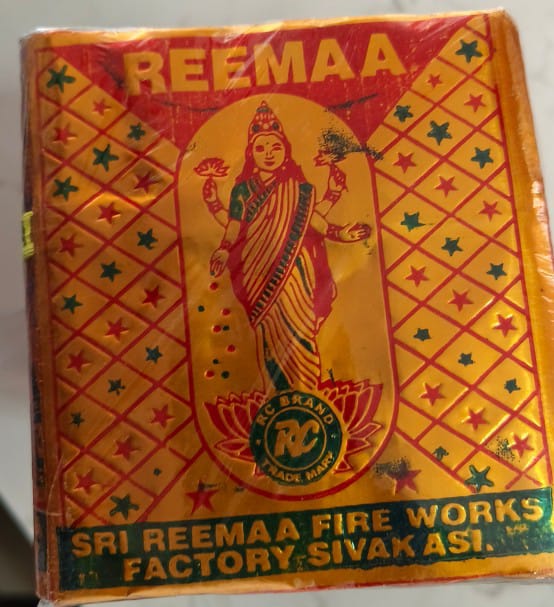 REEMAA
RC BRAND
RC
TRADE MARK
SRI REEMAA FIRE WORKS
FACTORY, SIVAKASI.